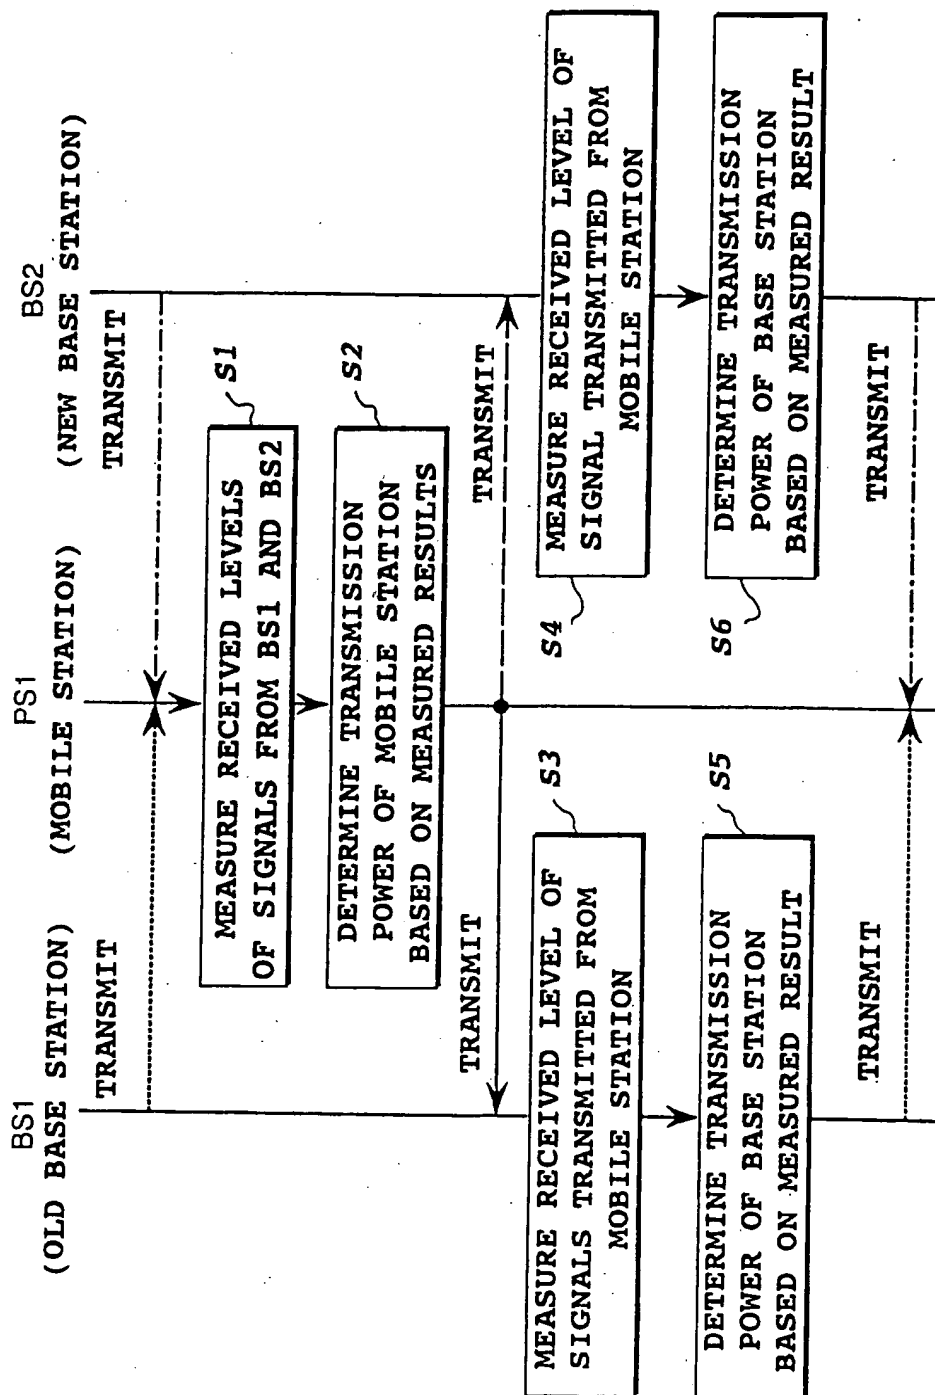 BS1
(OLD BASE STATION)
PS1
(MOBILE STATION)
BS2
(NEW BASE STATION)
TRANSMIT
TRANSMIT
S1
MEASURE RECEIVED LEVELS
OF SIGNALS FROM BS1 AND BS2
S2
DETERMINE TRANSMISSION
POWER OF MOBILE STATION
BASED ON MEASURED RESULTS
TRANSMIT
TRANSMIT
S3
MEASURE RECEIVED LEVEL OF
SIGNALS TRANSMITTED FROM
MOBILE STATION
S4
MEASURE RECEIVED LEVEL OF
SIGNAL TRANSMITTED FROM
MOBILE STATION
S5
DETERMINE TRANSMISSION
POWER OF BASE STATION
BASED ON MEASURED RESULT
S6
DETERMINE TRANSMISSION
POWER OF BASE STATION
BASED ON MEASURED RESULT
TRANSMIT
TRANSMIT